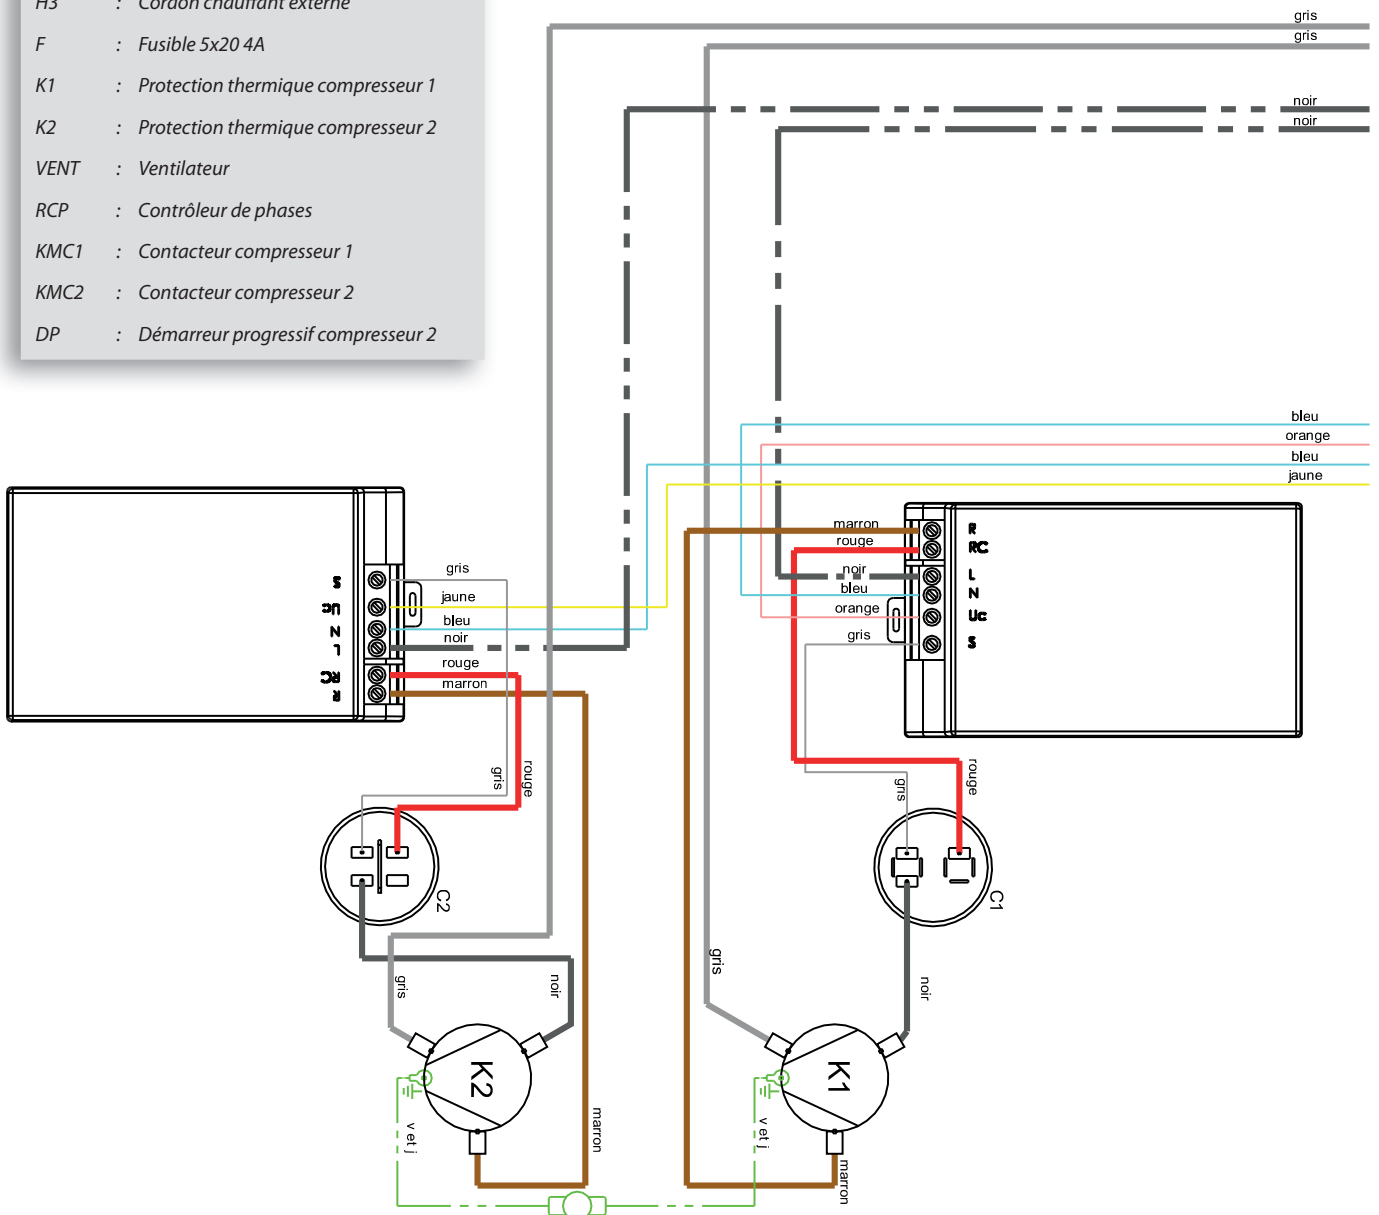 H3 : Cordon chauffant externe
F : Fusible 5x20 4A
K1 : Protection thermique compresseur 1
K2 : Protection thermique compresseur 2
VENT : Ventilateur
RCP : Contrôleur de phases
KMC1 : Contacteur compresseur 1
KMC2 : Contacteur compresseur 2
DP : Démarreur progressif compresseur 2
gris
gris
noir
noir
bleu
orange
bleu
jaune
marron R
rouge RC
noir L
bleu N
orange Uc
gris S
S gris
Uc jaune
N bleu
L noir
RC rouge
R marron
gris
rouge
gris
rouge
C2
C1
gris
noir
gris
noir
K2
K1
v et j
marron
v et j
marron